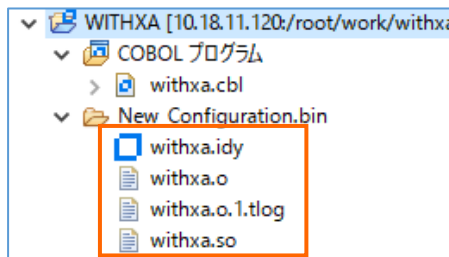 WITHXA [10.18.11.120:/root/work/withxa
COBOL プログラム
withxa.cbl
New_Configuration.bin
withxa.idy
withxa.o
withxa.o.1.tlog
withxa.so